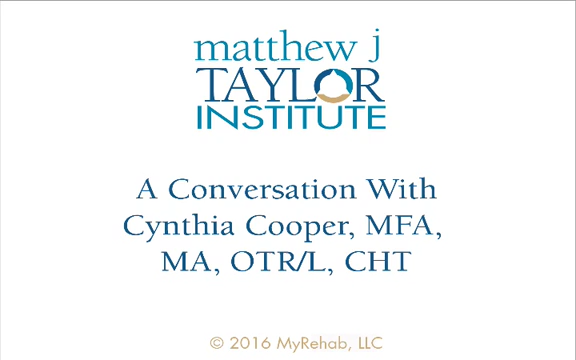 matthew j
TAYLOR
INSTITUTE
A Conversation With
Cynthia Cooper, MFA,
MA, OTR/L, CHT
© 2016 MyRehab, LLC